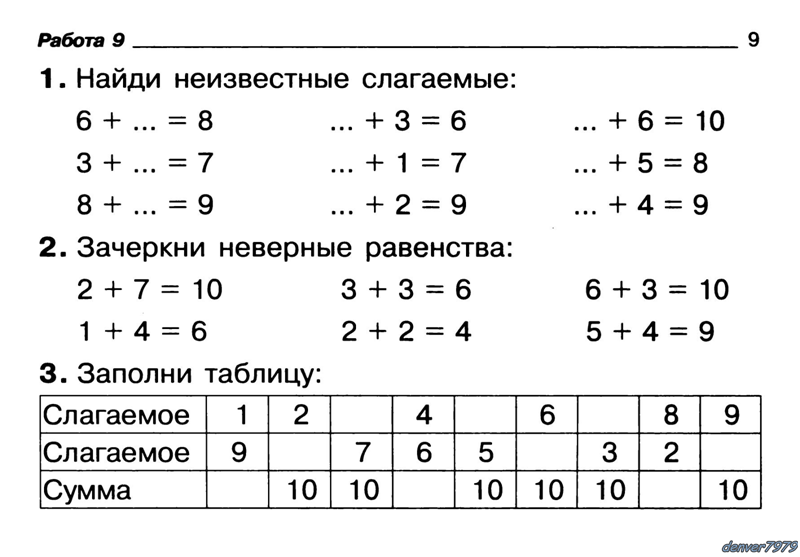 Работа 9 9
1. Найди неизвестные слагаемые:
6 + ... = 8 ... + 3 = 6 ... + 6 = 10
3 + ... = 7 ... + 1 = 7 ... + 5 = 8
8 + ... = 9 ... + 2 = 9 ... + 4 = 9
2. Зачеркни неверные равенства:
2 + 7 = 10 3 + 3 = 6 6 + 3 = 10
1 + 4 = 6 2 + 2 = 4 5 + 4 = 9
3. Заполни таблицу:
Слагаемое 1 2 4 6 8 9
Слагаемое 9 7 6 5 3 2
Сумма 10 10 10 10 10 10
denver7979